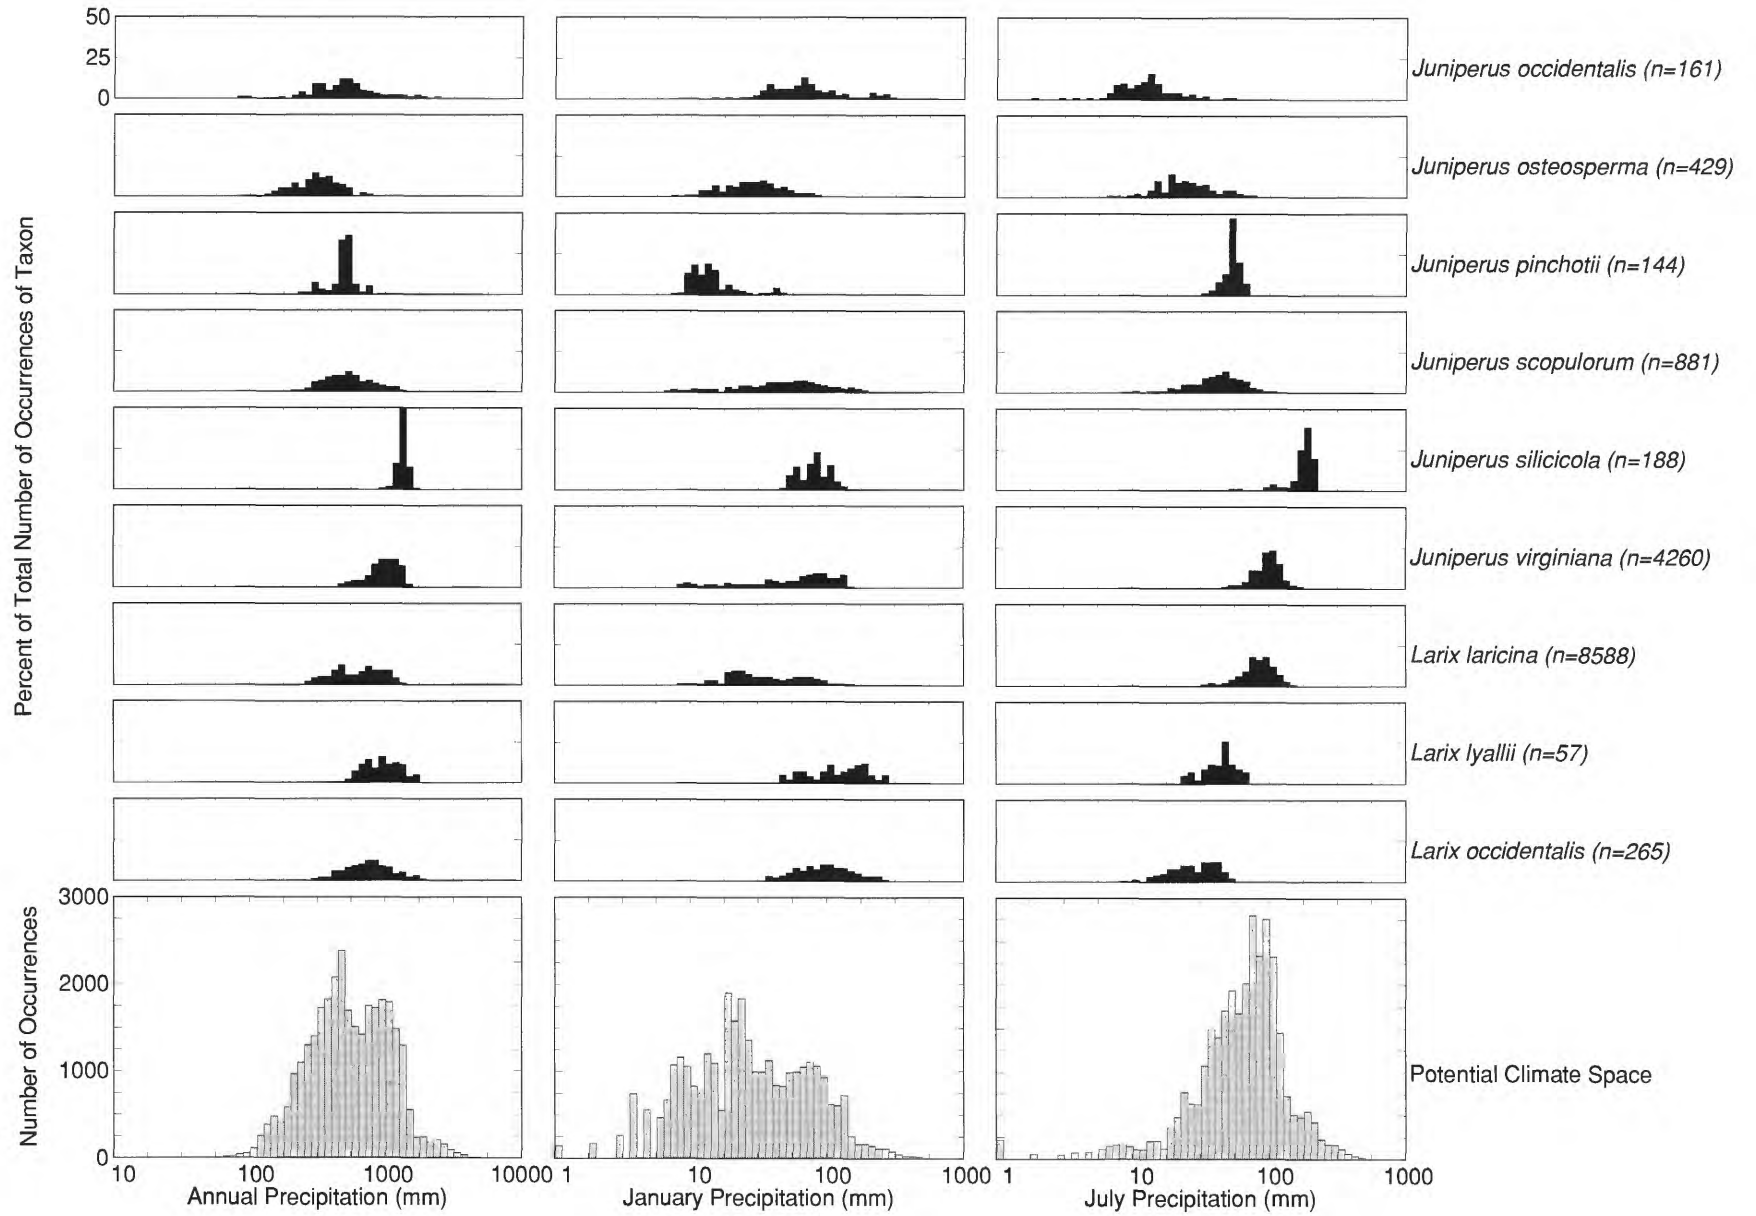 Percent of Total Number of Occurrences of Taxon
50
25
0
Juniperus occidentalis (n=161)
Juniperus osteosperma (n=429)
Juniperus pinchotii (n=144)
Juniperus scopulorum (n=881)
Juniperus silicicola (n=188)
Juniperus virginiana (n=4260)
Larix laricina (n=8588)
Larix lyallii (n=57)
Larix occidentalis (n=265)
Number of Occurrences
3000
2000
1000
0
Potential Climate Space
10 100 1000 10000
1 10 100 1000
1 10 100 1000
Annual Precipitation (mm)
January Precipitation (mm)
July Precipitation (mm)